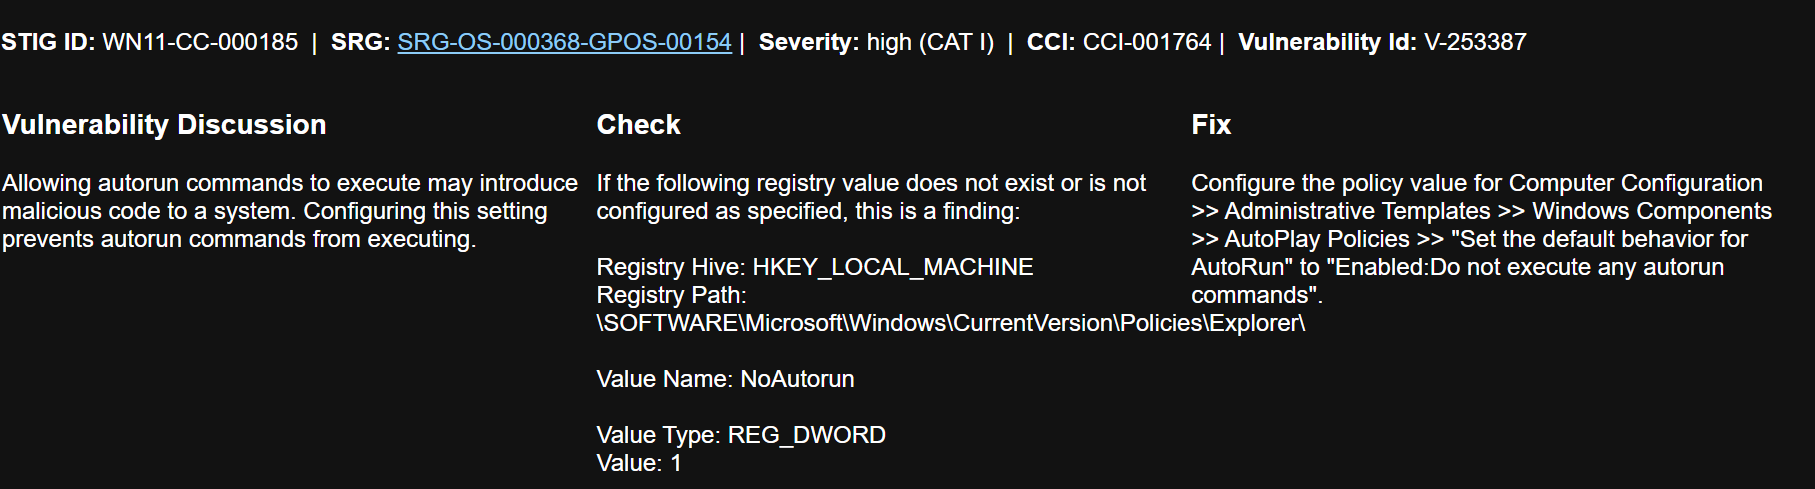 STIG ID: WN11-CC-000185 | SRG: SRG-OS-000368-GPOS-00154 | Severity: high (CAT I) | CCI: CCI-001764 | Vulnerability Id: V-253387
Vulnerability Discussion
Allowing autorun commands to execute may introduce
malicious code to a system. Configuring this setting
prevents autorun commands from executing.
Check
If the following registry value does not exist or is not
configured as specified, this is a finding:
Registry Hive: HKEY_LOCAL_MACHINE
Registry Path:
\SOFTWARE\Microsoft\Windows\CurrentVersion\Policies\Explorer\
Value Name: NoAutorun
Value Type: REG_DWORD
Value: 1
Fix
Configure the policy value for Computer Configuration
>> Administrative Templates >> Windows Components
>> AutoPlay Policies >> "Set the default behavior for
AutoRun" to "Enabled:Do not execute any autorun
commands".